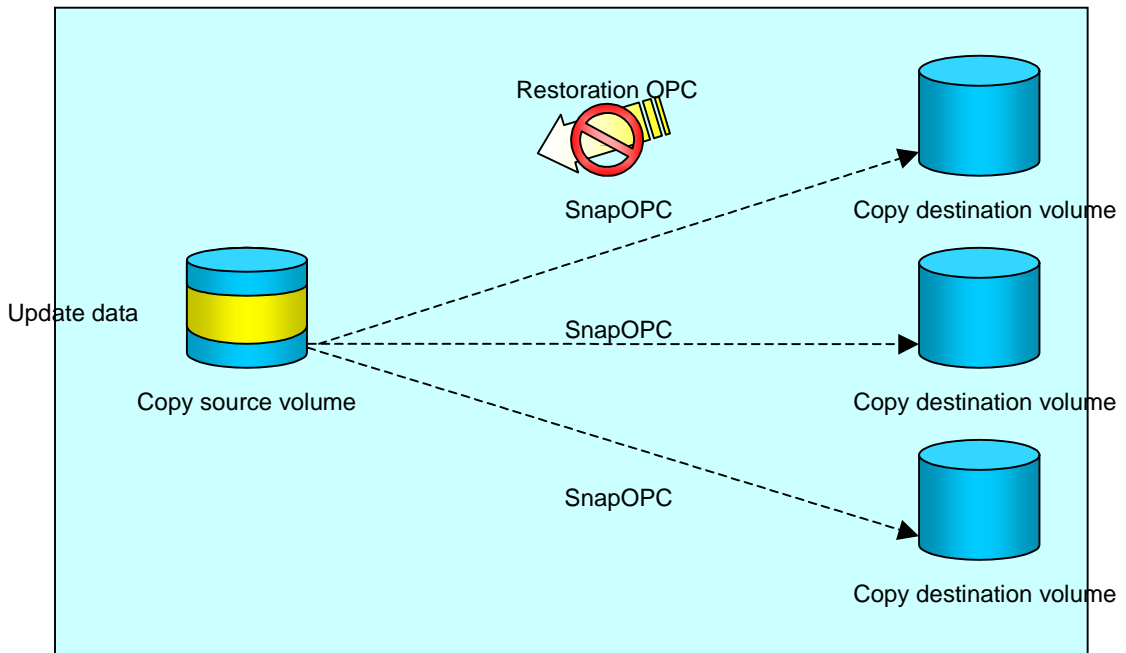 Restoration OPC
SnapOPC
Copy destination volume
Update data
SnapOPC
Copy source volume
Copy destination volume
SnapOPC
Copy destination volume